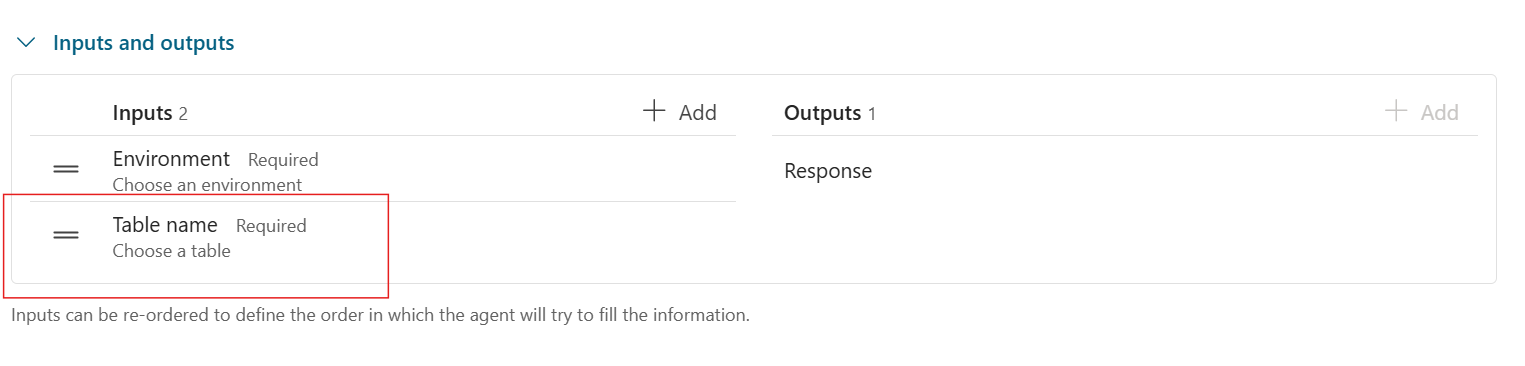 Inputs and outputs
Inputs 2
Add
Outputs 1
Add
Environment Required
Choose an environment
Response
Table name Required
Choose a table
Inputs can be re-ordered to define the order in which the agent will try to fill the information.